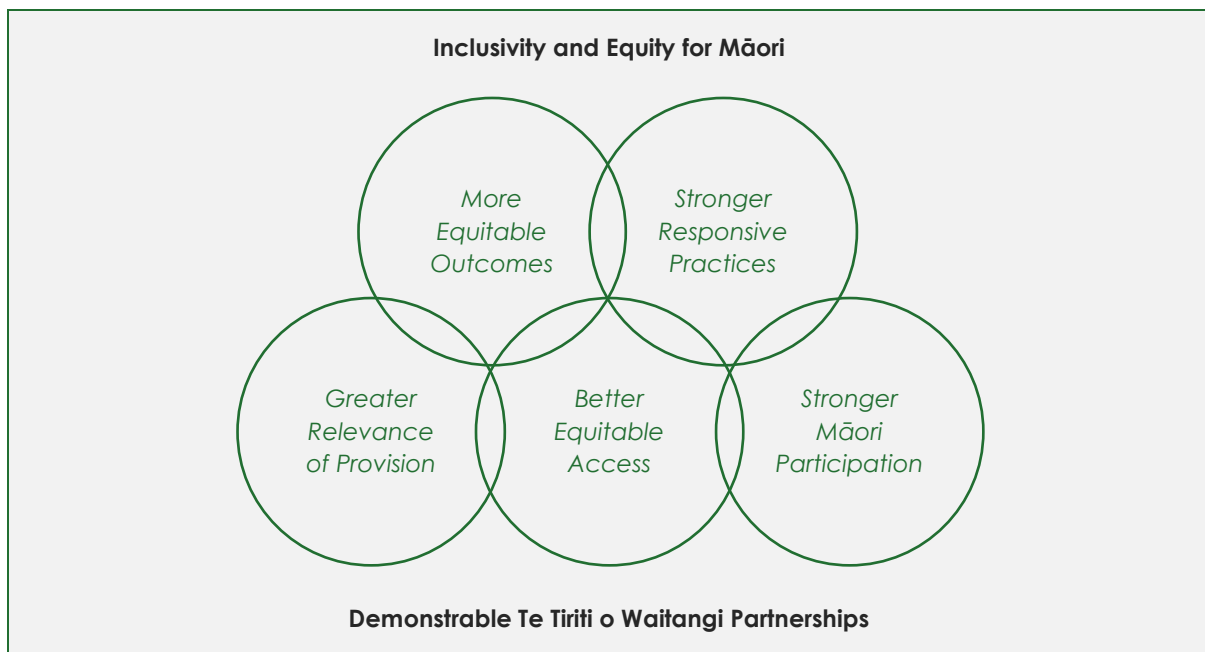 Inclusivity and Equity for Māori
More
Equitable
Outcomes
Stronger
Responsive
Practices
Greater
Relevance
of Provision
Better
Equitable
Access
Stronger
Māori
Participation
Demonstrable Te Tiriti o Waitangi Partnerships